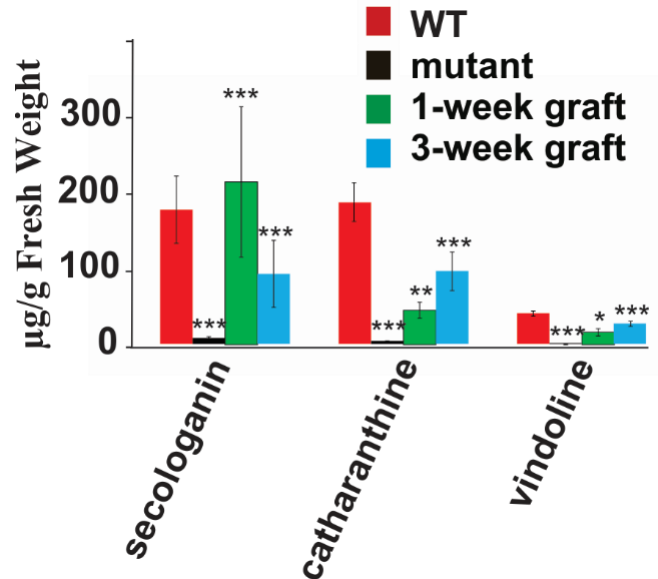 WT
mutant
1-week graft
3-week graft
µg/g Fresh Weight
300
200
100
0
***
***
***
***
***
**
***
***
*
***
secologanin
catharanthine
vindoline